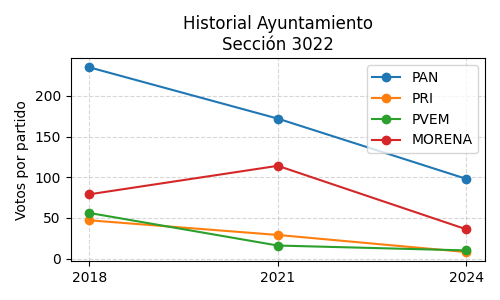 Historial Ayuntamiento
Sección 3022
Votos por partido
200
150
100
50
0
2018
2021
2024
PAN
PRI
PVEM
MORENA